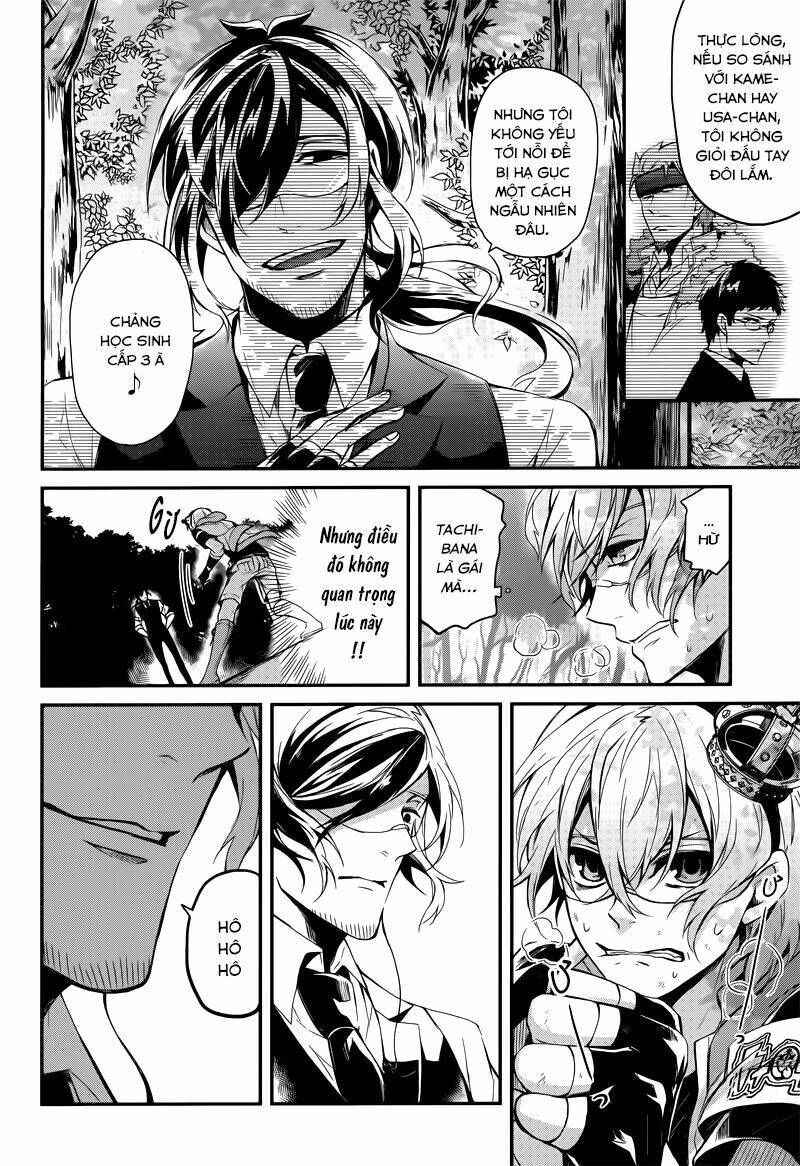 THỰC LÒNG,
NẾU SO SÁNH
VỚI KAME-
CHAN HAY
USA-CHAN,
TÔI KHÔNG
GIỎI ĐẤU TAY
ĐÔI LẮM.
NHƯNG TÔI
KHÔNG YẾU
TỚI NỖI ĐỂ
BỊ HẠ GỤC
MỘT CÁCH
NGẪU NHIÊN
ĐÂU.
CHẲNG
HỌC SINH
CẤP 3 À
♪
...
HỪ
TACHI-
BANA
LÀ GÁI
MÀ...
Nhưng điều
đó không
quan trọng
lúc này
!!
GỪ
Ơ
Ơ
HÔ
HÔ
HÔ